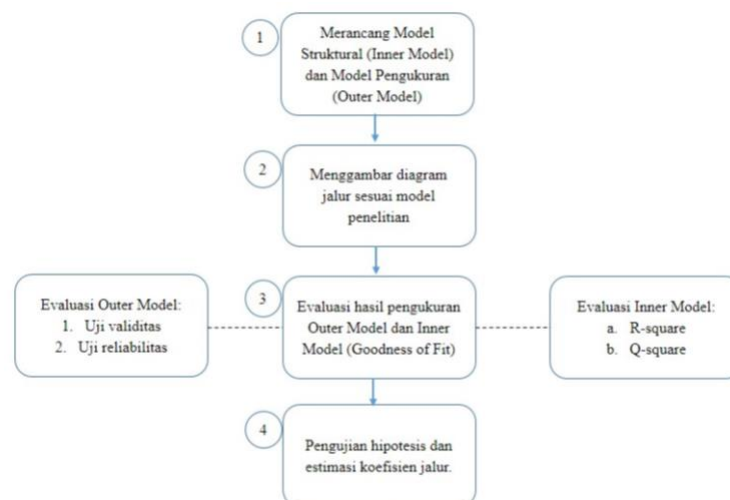 1
Merancang Model
Struktural (Inner Model)
dan Model Pengukuran
(Outer Model)
2
Menggambar diagram
jalur sesuai model
penelitian
Evaluasi Outer Model:
1. Uji validitas
2. Uji reliabilitas
3
Evaluasi hasil pengukuran
Outer Model dan Inner
Model (Goodness of Fit)
Evaluasi Inner Model:
a. R-square
b. Q-square
4
Pengujian hipotesis dan
estimasi koefisien jalur.